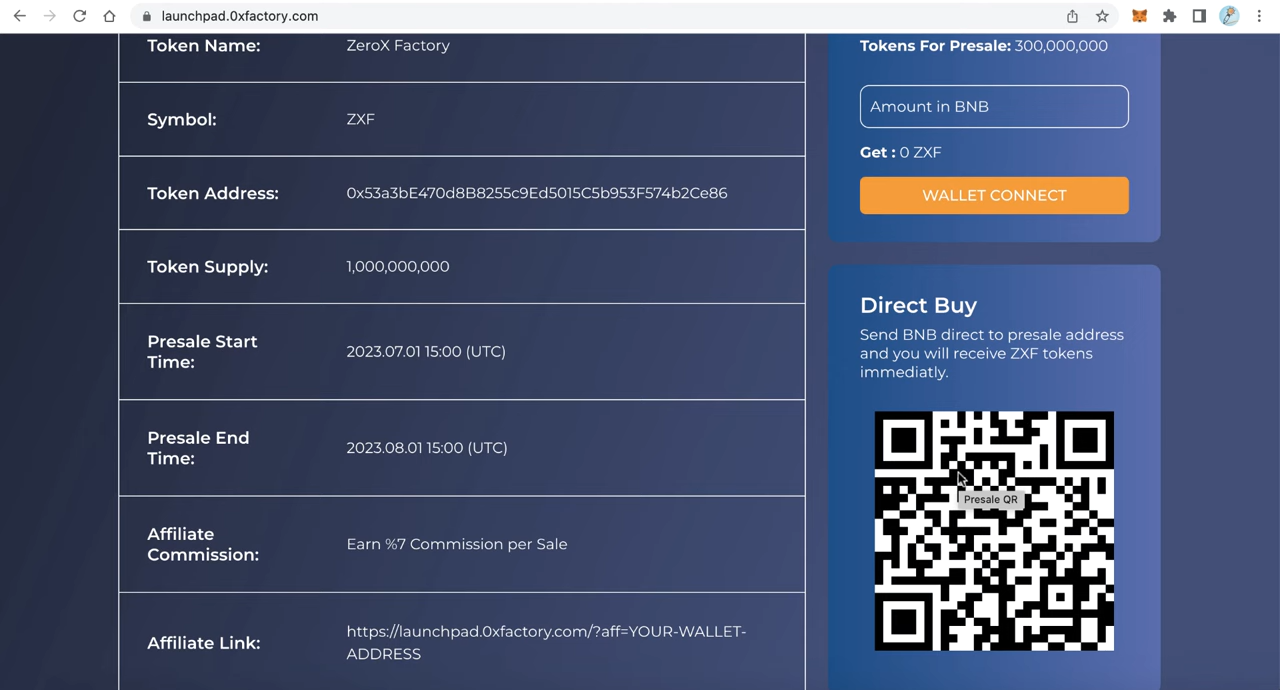 launchpad.0xfactory.com
Token Name: ZeroX Factory
Symbol: ZXF
Token Address: 0x53a3bE470d8B8255c9Ed5015C5b953F574b2Ce86
Token Supply: 1,000,000,000
Presale Start
Time:
2023.07.01 15:00 (UTC)
Presale End
Time:
2023.08.01 15:00 (UTC)
Affiliate
Commission:
Earn %7 Commission per Sale
Affiliate Link:
https://launchpad.0xfactory.com/?aff=YOUR-WALLET-
ADDRESS
Tokens For Presale: 300,000,000
Amount in BNB
Get : 0 ZXF
WALLET CONNECT
Direct Buy
Send BNB direct to presale address
and you will receive ZXF tokens
immediatly.
Presale QR